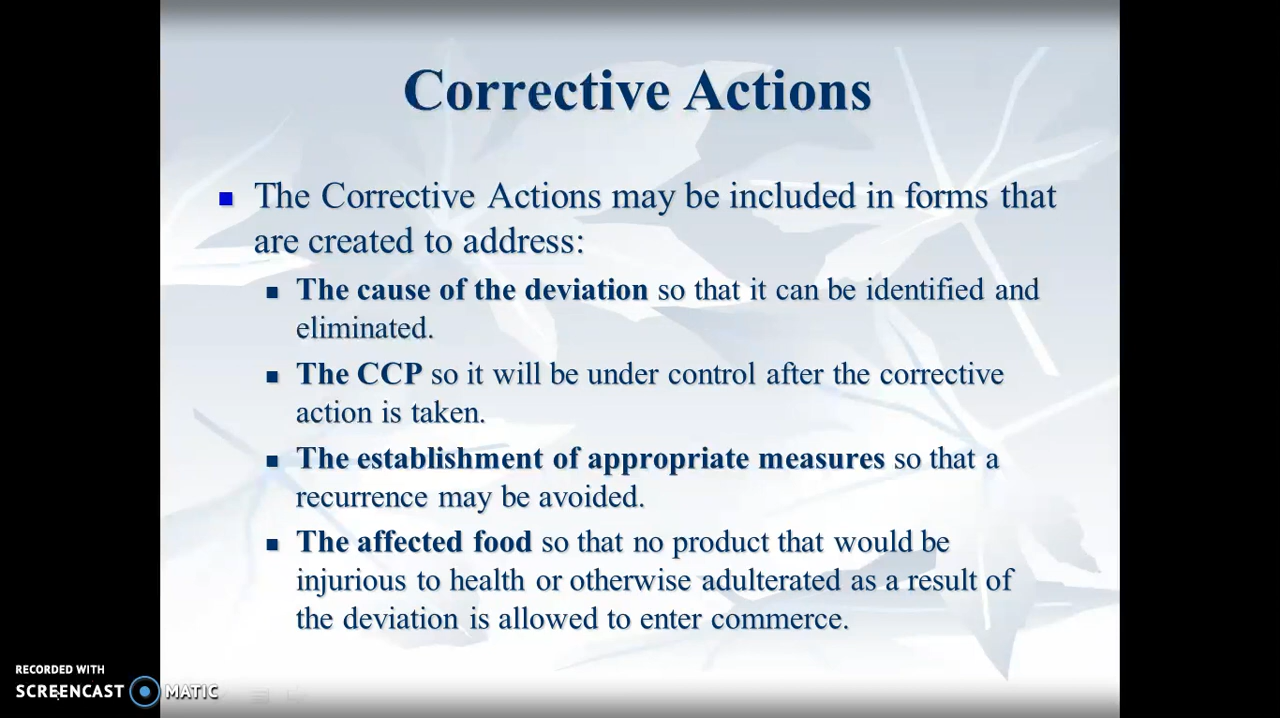 Corrective Actions
The Corrective Actions may be included in forms that
are created to address:
The cause of the deviation so that it can be identified and
eliminated.
The CCP so it will be under control after the corrective
action is taken.
The establishment of appropriate measures so that a
recurrence may be avoided.
The affected food so that no product that would be
injurious to health or otherwise adulterated as a result of
the deviation is allowed to enter commerce.
RECORDED WITH
SCREENCAST MATIC